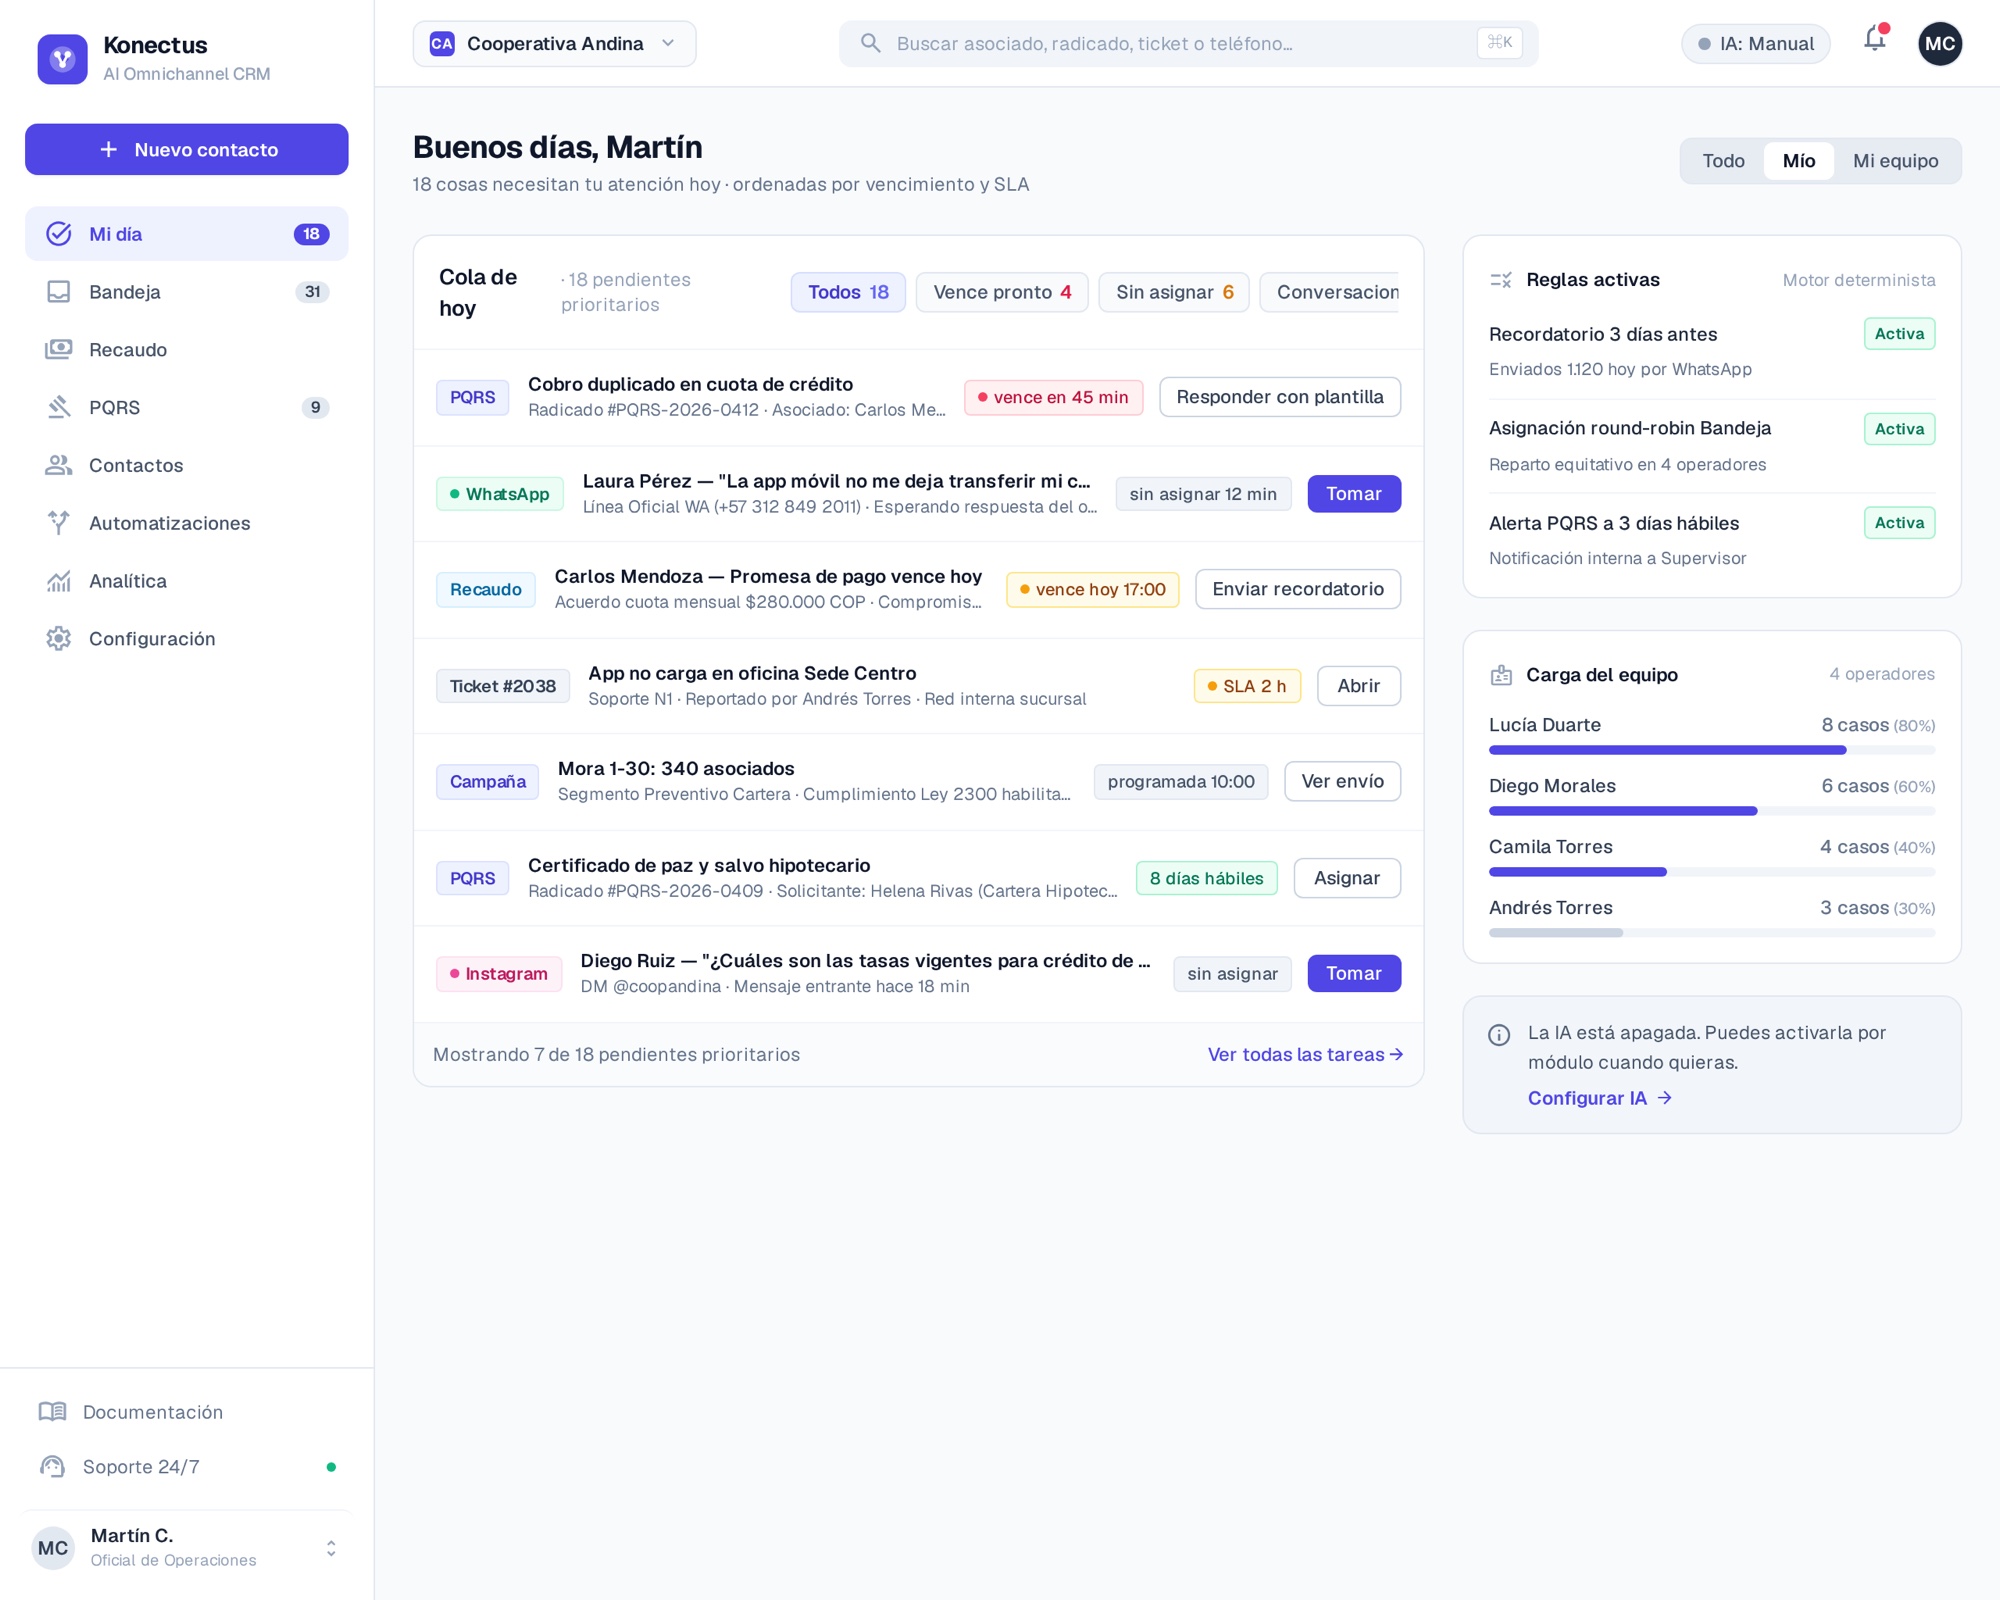 Konectus
AI Omnichannel CRM
Nuevo contacto
Mi día 18
Bandeja 31
Recaudo
PQRS 9
Contactos
Automatizaciones
Analítica
Configuración
Documentación
Soporte 24/7
MC
Martín C.
Oficial de Operaciones
CA Cooperativa Andina
Buscar asociado, radicado, ticket o teléfono...
⌘K
IA: Manual
MC
Buenos días, Martín
18 cosas necesitan tu atención hoy · ordenadas por vencimiento y SLA
Todo Mío Mi equipo
Cola de
hoy
· 18 pendientes
prioritarios
Todos 18
Vence pronto 4
Sin asignar 6
Conversacion
PQRS
Cobro duplicado en cuota de crédito
Radicado #PQRS-2026-0412 · Asociado: Carlos Me...
vence en 45 min
Responder con plantilla
WhatsApp
Laura Pérez — "La app móvil no me deja transferir mi c...
Línea Oficial WA (+57 312 849 2011) · Esperando respuesta del o...
sin asignar 12 min
Tomar
Recaudo
Carlos Mendoza — Promesa de pago vence hoy
Acuerdo cuota mensual $280.000 COP · Compromis...
vence hoy 17:00
Enviar recordatorio
Ticket #2038
App no carga en oficina Sede Centro
Soporte N1 · Reportado por Andrés Torres · Red interna sucursal
SLA 2 h
Abrir
Campaña
Mora 1-30: 340 asociados
Segmento Preventivo Cartera · Cumplimiento Ley 2300 habilita...
programada 10:00
Ver envío
PQRS
Certificado de paz y salvo hipotecario
Radicado #PQRS-2026-0409 · Solicitante: Helena Rivas (Cartera Hipotec...
8 días hábiles
Asignar
Instagram
Diego Ruiz — "¿Cuáles son las tasas vigentes para crédito de ...
DM @coopandina · Mensaje entrante hace 18 min
sin asignar
Tomar
Mostrando 7 de 18 pendientes prioritarios
Ver todas las tareas →
Reglas activas
Motor determinista
Recordatorio 3 días antes
Activa
Enviados 1.120 hoy por WhatsApp
Asignación round-robin Bandeja
Activa
Reparto equitativo en 4 operadores
Alerta PQRS a 3 días hábiles
Activa
Notificación interna a Supervisor
Carga del equipo
4 operadores
Lucía Duarte
8 casos (80%)
Diego Morales
6 casos (60%)
Camila Torres
4 casos (40%)
Andrés Torres
3 casos (30%)
La IA está apagada. Puedes activarla por
módulo cuando quieras.
Configurar IA →